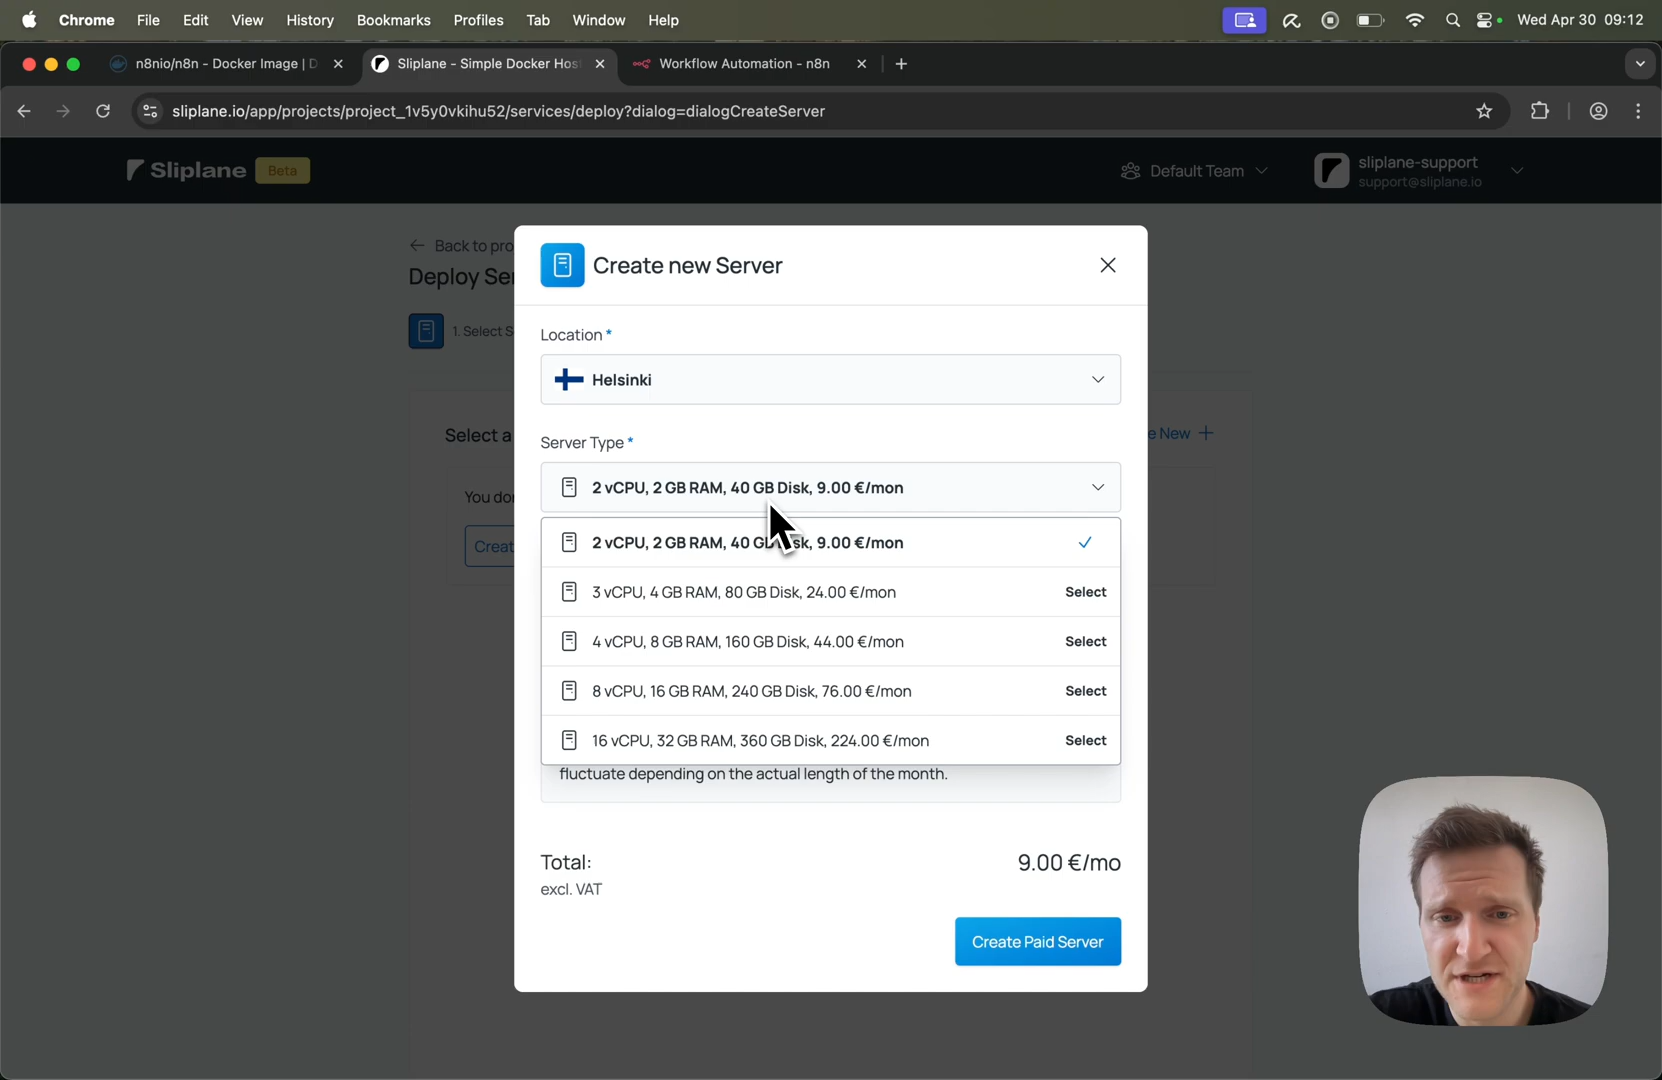 Chrome File Edit View History Bookmarks Profiles Tab Window Help Wed Apr 30 09:12
n8nio/n8n - Docker Image | D Sliplane - Simple Docker Hos Workflow Automation - n8n
sliplane.io/app/projects/project_1v5y0vkihu52/services/deploy?dialog=dialogCreateServer
Sliplane Beta Default Team sliplane-support
support@sliplane.io
Back to pro
Deploy Se
1. Select S
Create new Server
Location *
Helsinki
Select a
e New
Server Type *
2 vCPU, 2 GB RAM, 40 GB Disk, 9.00 €/mon
You do
Creat
2 vCPU, 2 GB RAM, 40 GB Disk, 9.00 €/mon
3 vCPU, 4 GB RAM, 80 GB Disk, 24.00 €/mon Select
4 vCPU, 8 GB RAM, 160 GB Disk, 44.00 €/mon Select
8 vCPU, 16 GB RAM, 240 GB Disk, 76.00 €/mon Select
16 vCPU, 32 GB RAM, 360 GB Disk, 224.00 €/mon Select
fluctuate depending on the actual length of the month.
Total: 9.00 €/mo
excl. VAT
Create Paid Server